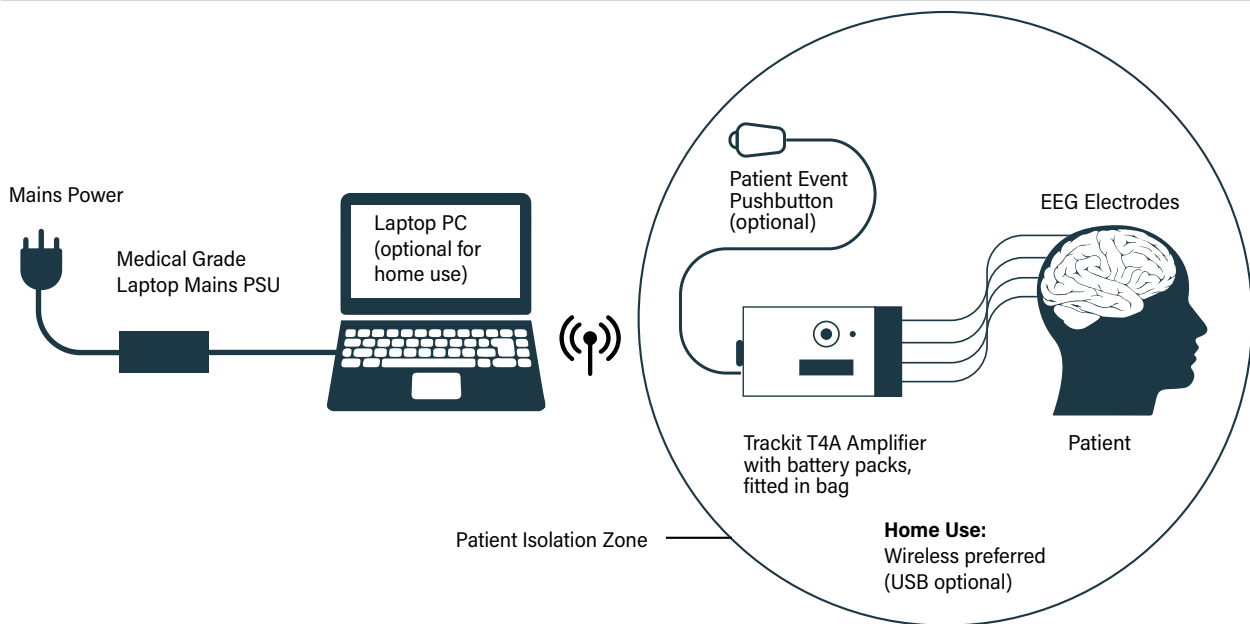 Mains Power
Medical Grade
Laptop Mains PSU
Laptop PC
(optional for
home use)
Patient Event
Pushbutton
(optional)
EEG Electrodes
Trackit T4A Amplifier
with battery packs,
fitted in bag
Patient
Patient Isolation Zone
Home Use:
Wireless preferred
(USB optional)